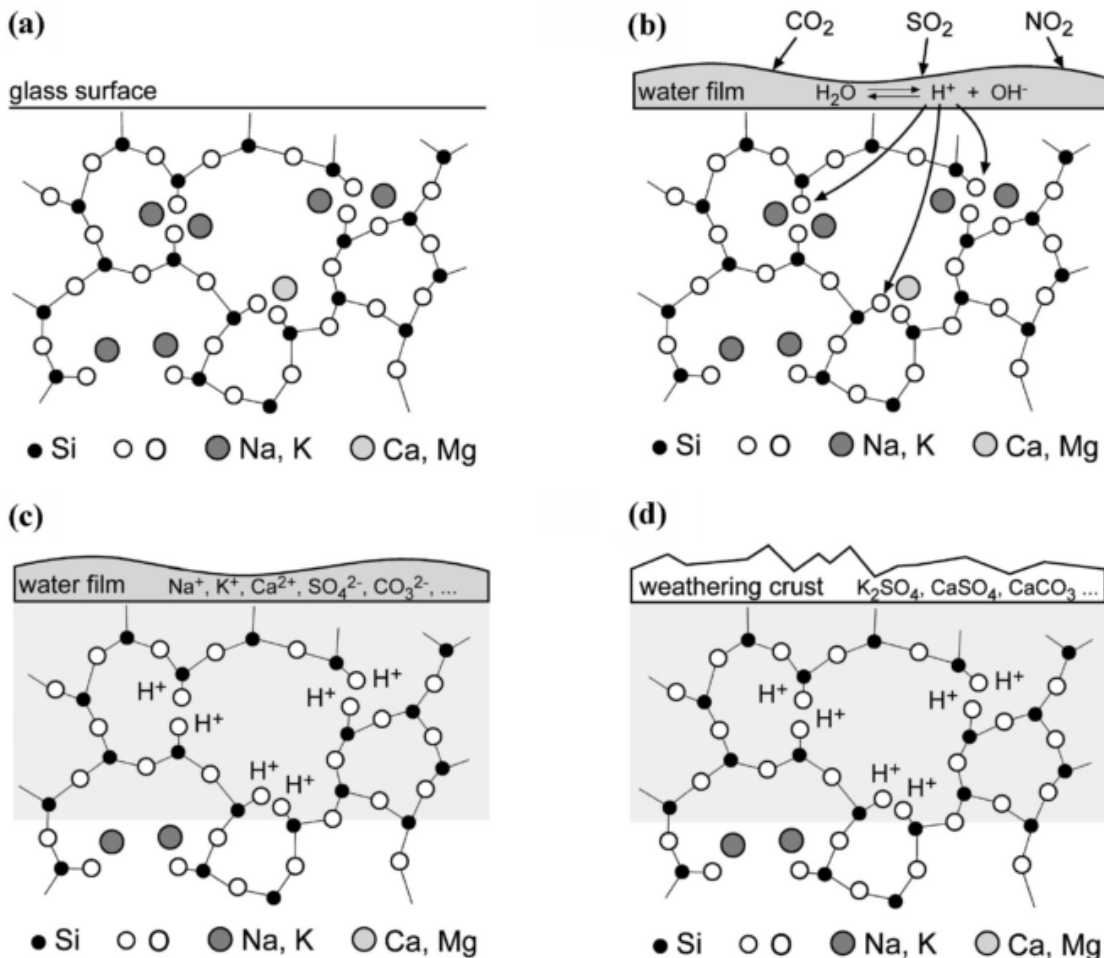 (a)
glass surface
Si O Na, K Ca, Mg
(b)
CO₂ SO₂ NO₂
water film H₂O H⁺ + OH⁻
Si O Na, K Ca, Mg
(c)
water film Na⁺, K⁺, Ca²⁺, SO₄²⁻, CO₃²⁻, ...
H⁺ H⁺
H⁺
H⁺
H⁺ H⁺
Si O Na, K Ca, Mg
(d)
weathering crust K₂SO₄, CaSO₄, CaCO₃ ...
H⁺ H⁺
H⁺
H⁺
H⁺ H⁺
Si O Na, K Ca, Mg